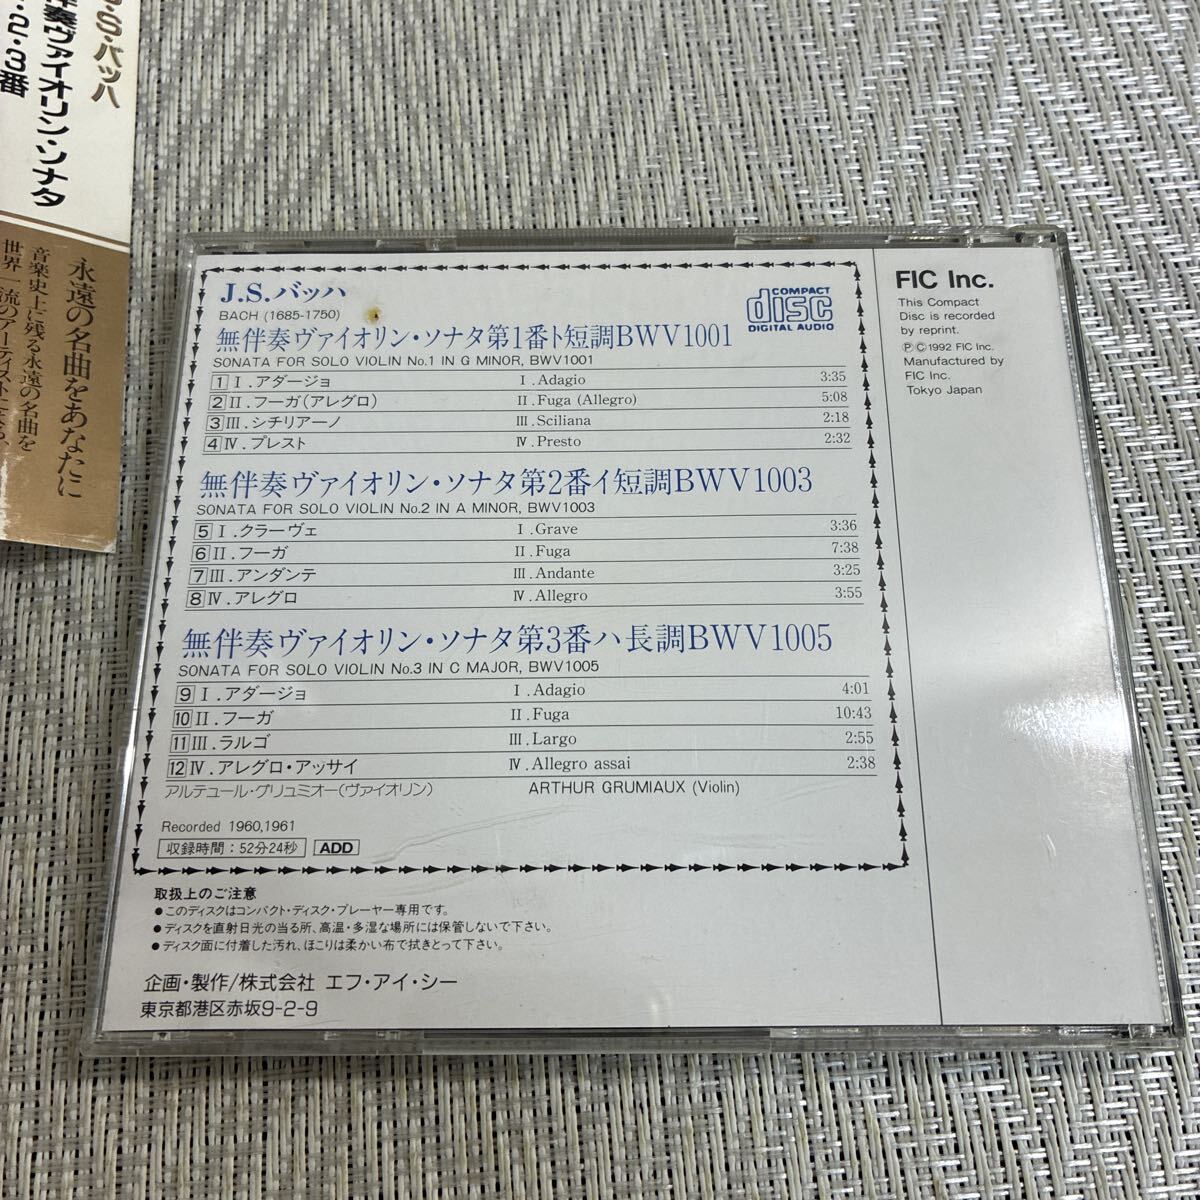 ・S・バッハ
伴奏ヴァイオリン・ソナタ
・2・3番
永遠の名曲をあなたに
音楽史上に残る永遠の名曲を
世界一流のアーティストによる、
J.S.バッハ
BACH (1685-1750)
COMPACT
disc
DIGITAL AUDIO
無伴奏ヴァイオリン・ソナタ第1番ト短調BWV1001
SONATA FOR SOLO VIOLIN No.1 IN G MINOR, BWV1001
1 I.アダージョ I.Adagio 3:35
2 II.フーガ(アレグロ) II.Fuga (Allegro) 5:08
3 III.シチリアーノ III.Sciliana 2:18
4 IV.プレスト IV.Presto 2:32
無伴奏ヴァイオリン・ソナタ第2番イ短調BWV1003
SONATA FOR SOLO VIOLIN No.2 IN A MINOR, BWV1003
5 I.クラーヴェ I.Grave 3:36
6 II.フーガ II.Fuga 7:38
7 III.アンダンテ III.Andante 3:25
8 IV.アレグロ IV.Allegro 3:55
無伴奏ヴァイオリン・ソナタ第3番ハ長調BWV1005
SONATA FOR SOLO VIOLIN No.3 IN C MAJOR, BWV1005
9 I.アダージョ I.Adagio 4:01
10 II.フーガ II.Fuga 10:43
11 III.ラルゴ III.Largo 2:55
12 IV.アレグロ・アッサイ IV.Allegro assai 2:38
アルテュール・グリュミオー(ヴァイオリン) ARTHUR GRUMIAUX (Violin)
Recorded 1960,1961
収録時間:52分24秒 ADD
取扱上のご注意
●このディスクはコンパクト・ディスク・プレーヤー専用です。
●ディスクを直射日光の当る所、高温・多湿な場所には保管しないで下さい。
●ディスク面に付着した汚れ、ほこりは柔かい布で拭きとって下さい。
企画・製作/株式会社 エフ・アイ・シー
東京都港区赤坂9-2-9
FIC Inc.
This Compact
Disc is recorded
by reprint.
Ⓟ Ⓒ 1992 FIC Inc.
Manufactured by
FIC Inc.
Tokyo Japan